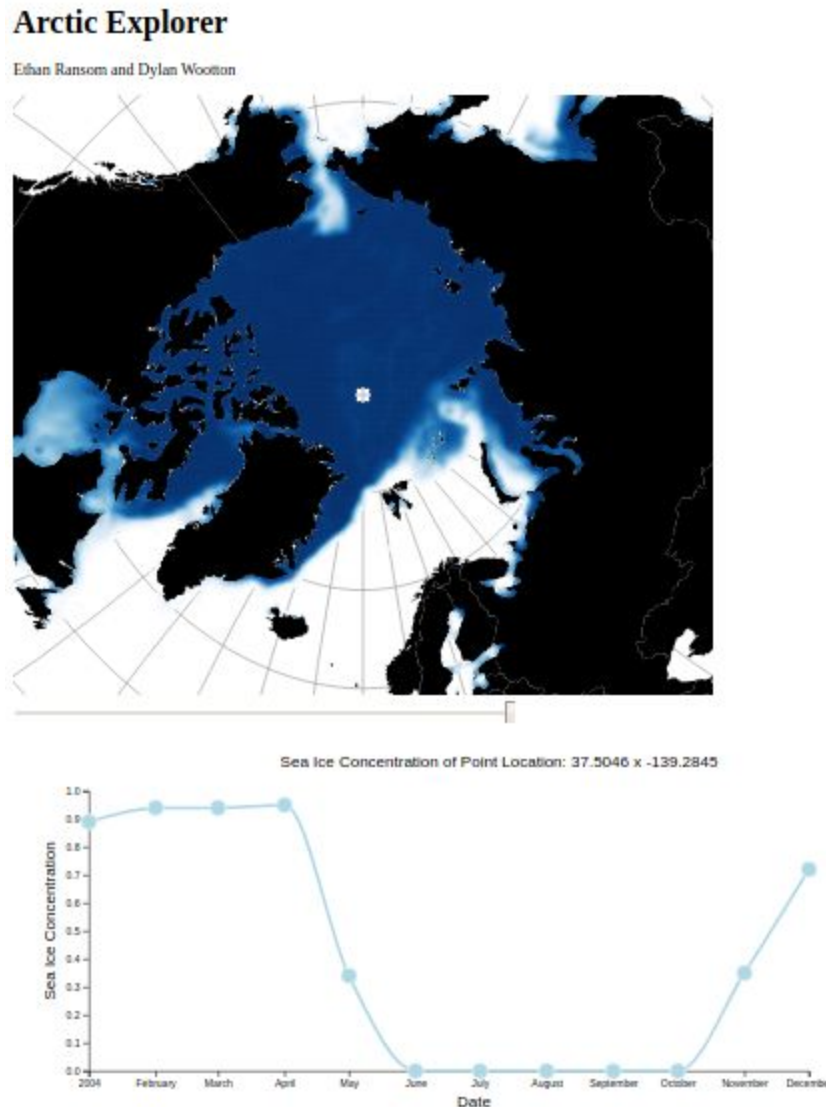 Arctic Explorer
Ethan Ransom and Dylan Wootton
Sea Ice Concentration of Point Location: 37.5046 x -139.2845
1.0
0.9
0.8
0.7
0.6
0.5
0.4
0.3
0.2
0.1
0.0
Sea Ice Concentration
2004 February March April May June July August September October November Decembe
Date